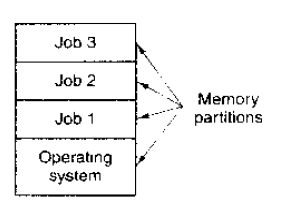 Job 3
Job 2
Job 1
Operating
system
Memory
partitions